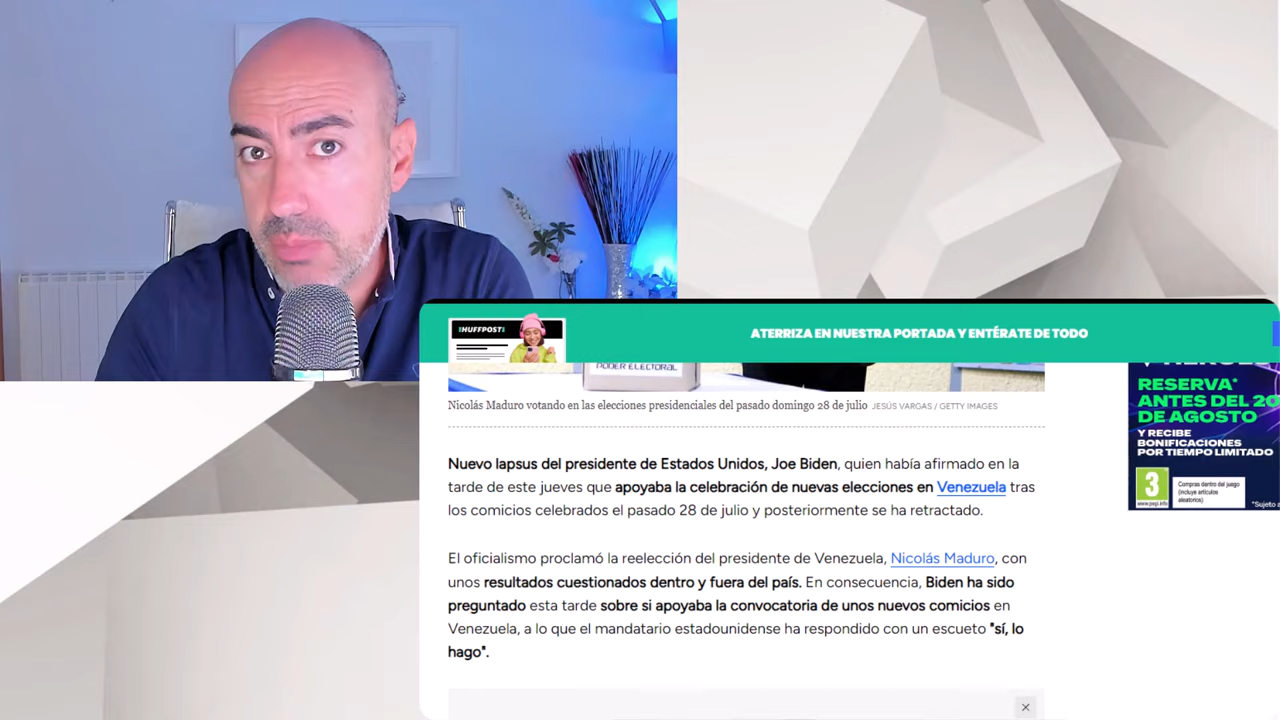 HUFFPOST
ATERRIZA EN NUESTRA PORTADA Y ENTÉRATE DE TODO
PODER ELECTORAL
Nicolás Maduro votando en las elecciones presidenciales del pasado domingo 28 de julio JESÚS VARGAS / GETTY IMAGES
Nuevo lapsus del presidente de Estados Unidos, Joe Biden, quien había afirmado en la
tarde de este jueves que apoyaba la celebración de nuevas elecciones en Venezuela tras
los comicios celebrados el pasado 28 de julio y posteriormente se ha retractado.
El oficialismo proclamó la reelección del presidente de Venezuela, Nicolás Maduro, con
unos resultados cuestionados dentro y fuera del país. En consecuencia, Biden ha sido
preguntado esta tarde sobre si apoyaba la convocatoria de unos nuevos comicios en
Venezuela, a lo que el mandatario estadounidense ha respondido con un escueto "sí, lo
hago".
RESERVA*
ANTES DEL 20
DE AGOSTO
Y RECIBE
BONIFICACIONES
POR TIEMPO LIMITADO
3
www.pegi.info
Compras dentro del juego
(incluye artículos
aleatorios)
*Sujeto a